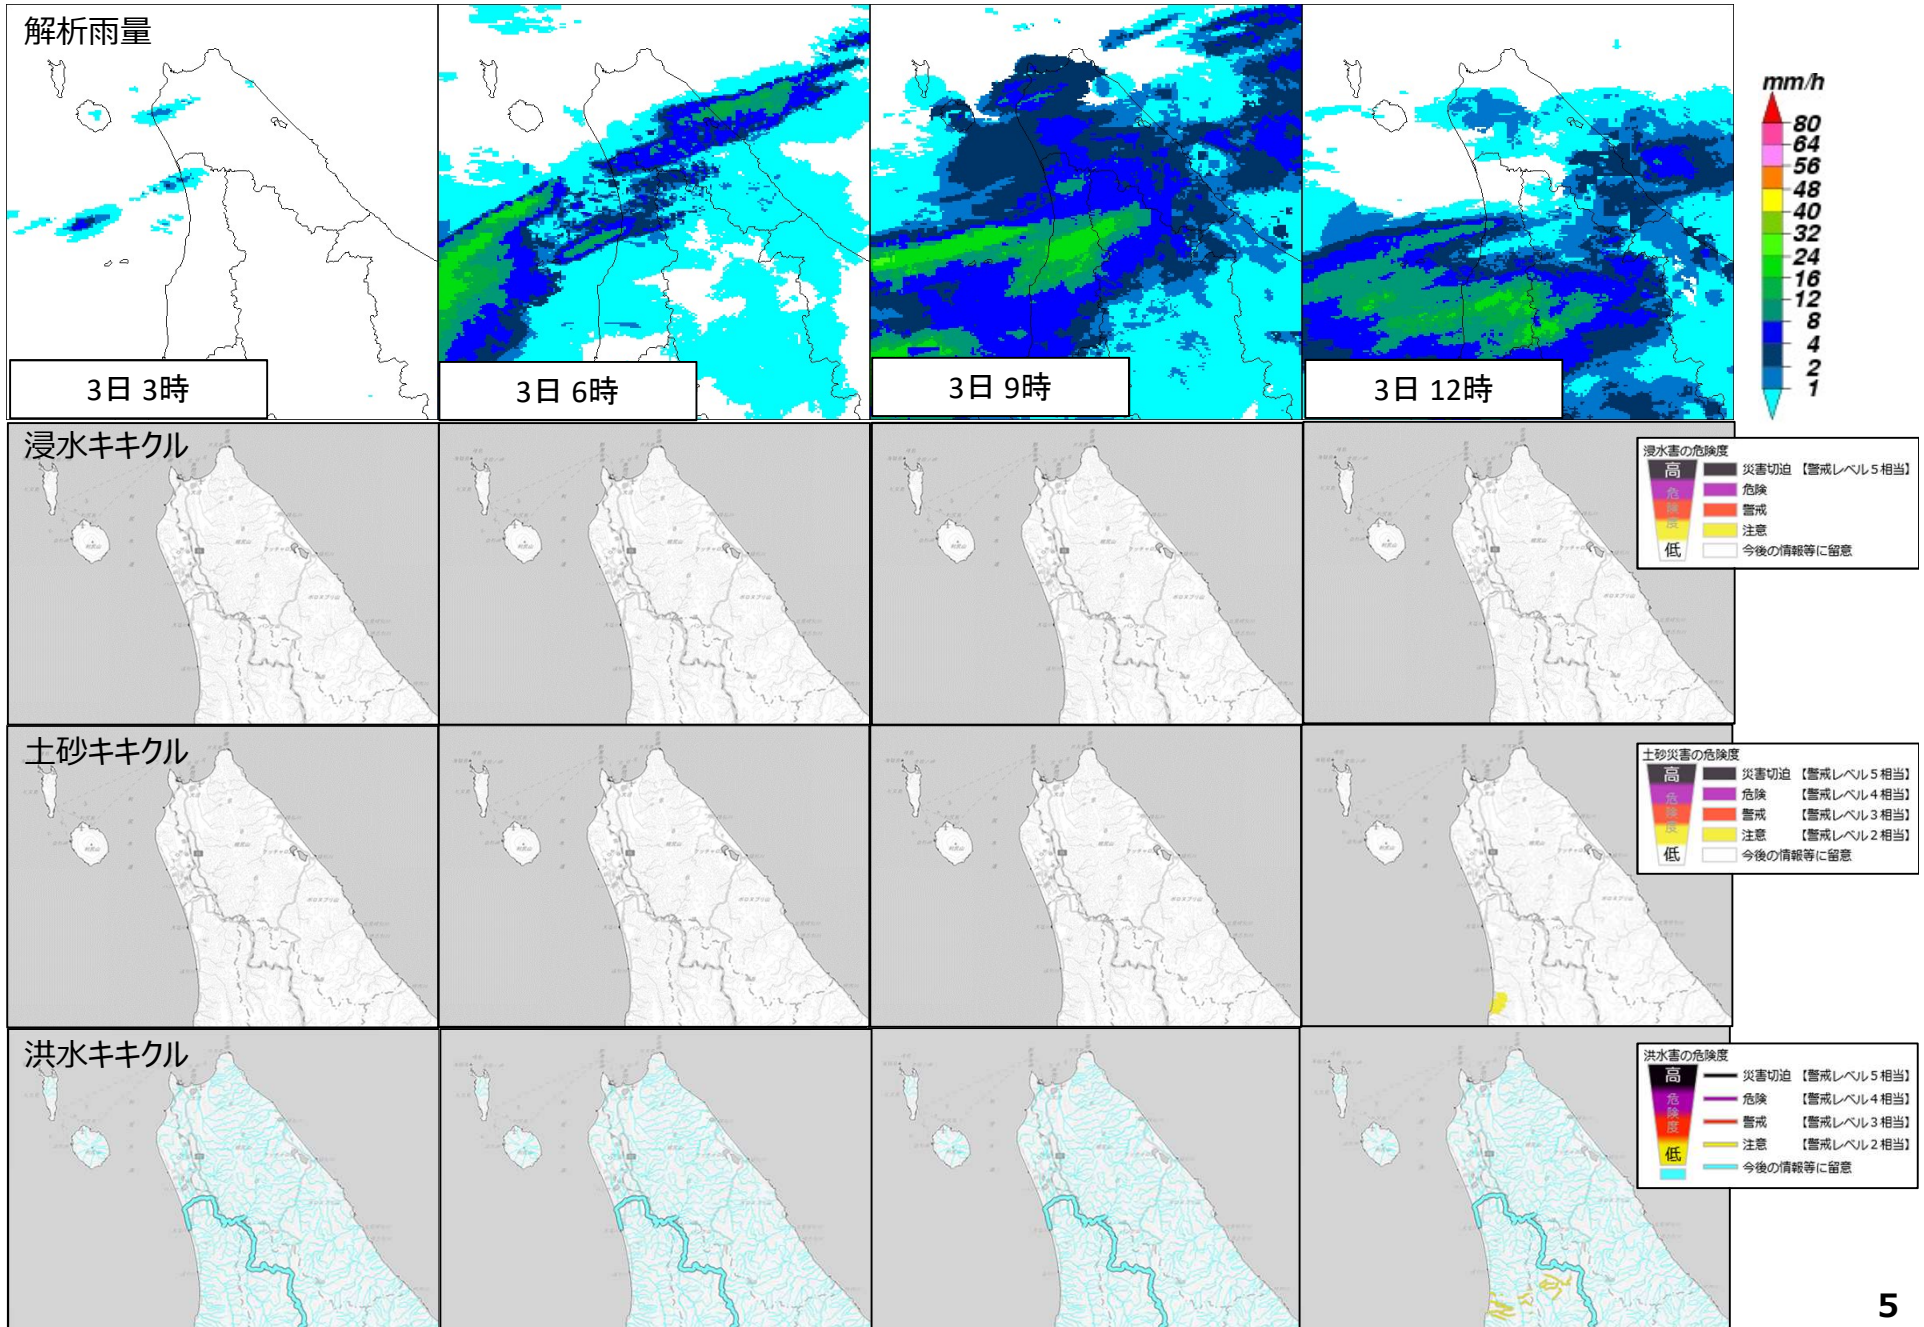 解析雨量
3日 3時
3日 6時
3日 9時
3日 12時
mm/h
80
64
56
48
40
32
24
16
12
8
4
2
1
浸水キキクル
浸水害の危険度
高
危険度
低
災害切迫 【警戒レベル5相当】
危険
警戒
注意
今後の情報等に留意
土砂キキクル
土砂災害の危険度
高
危険度
低
災害切迫 【警戒レベル5相当】
危険 【警戒レベル4相当】
警戒 【警戒レベル3相当】
注意 【警戒レベル2相当】
今後の情報等に留意
洪水キキクル
洪水害の危険度
高
危険度
低
災害切迫 【警戒レベル5相当】
危険 【警戒レベル4相当】
警戒 【警戒レベル3相当】
注意 【警戒レベル2相当】
今後の情報等に留意
5